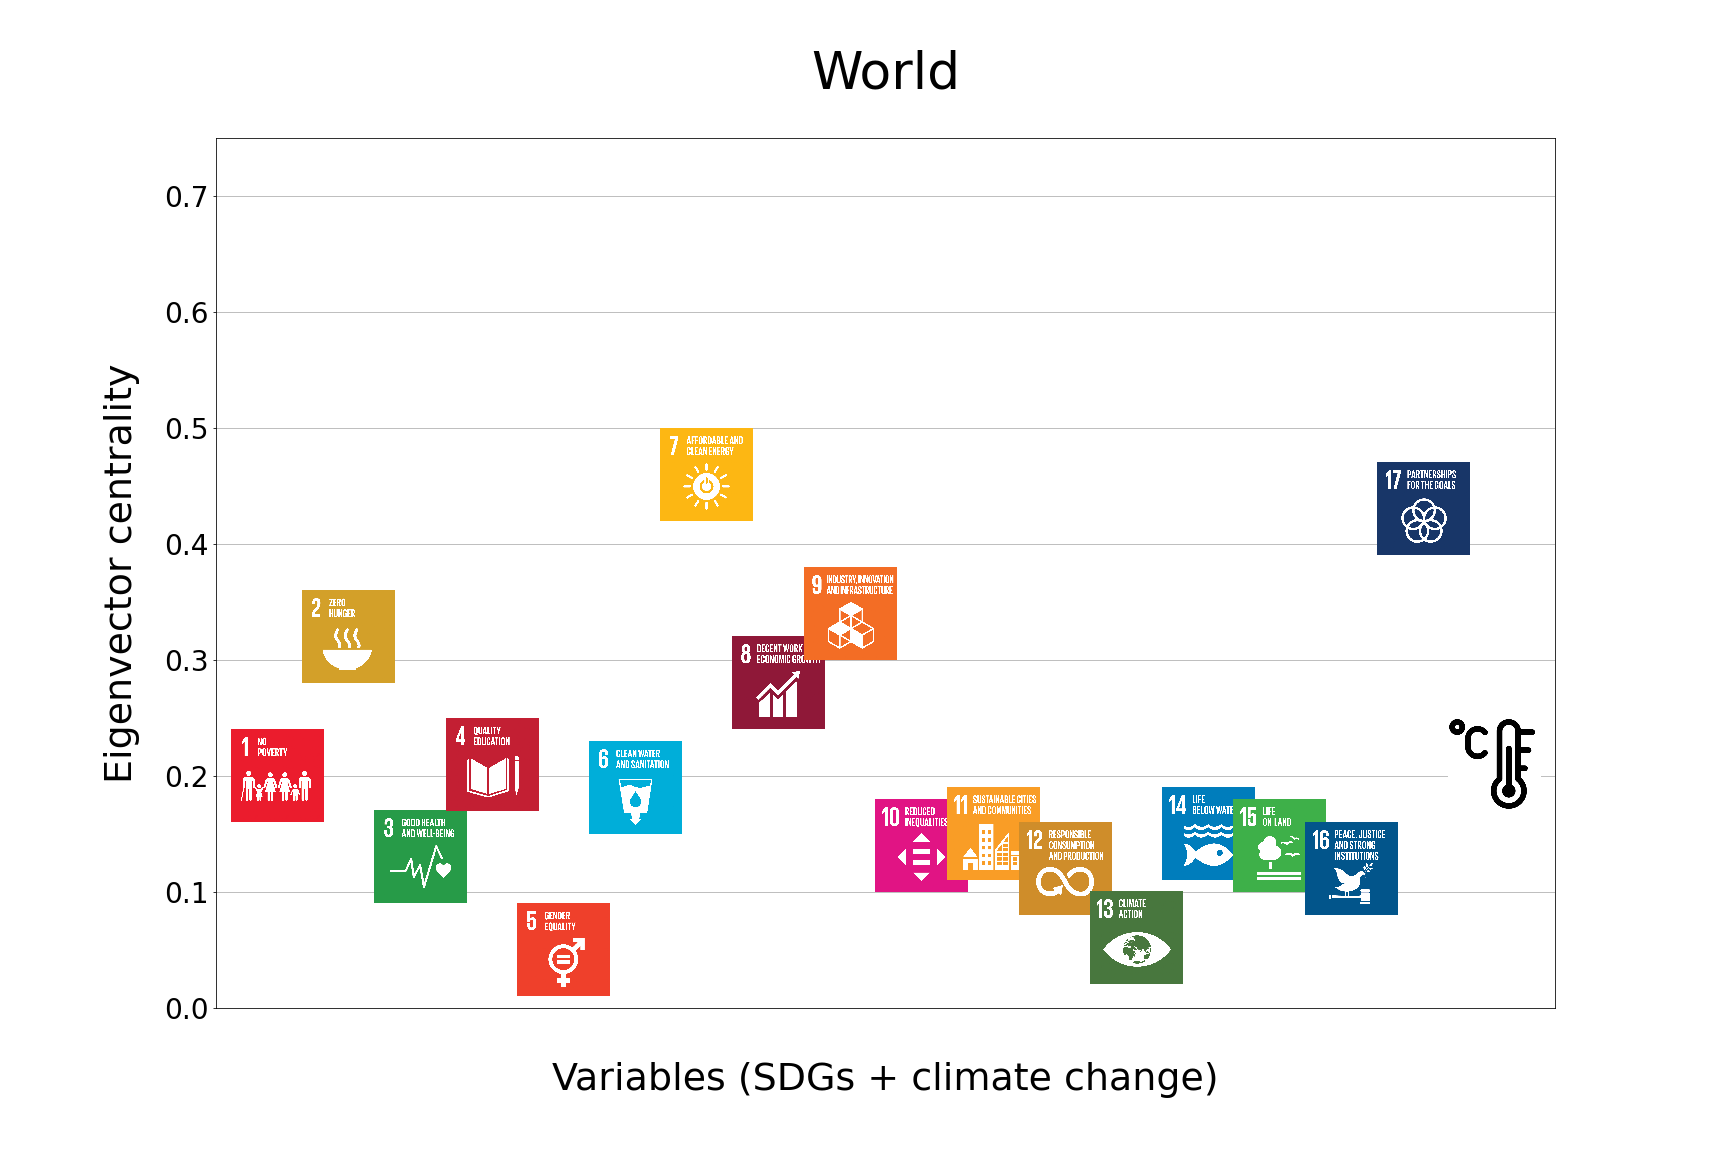 World
Eigenvector centrality
0.7
0.6
0.5
0.4
0.3
0.2
0.1
0.0
1 NO
POVERTY
2 ZERO
HUNGER
3 GOOD HEALTH
AND WELL-BEING
4 QUALITY
EDUCATION
5 GENDER
EQUALITY
6 CLEAN WATER
AND SANITATION
7 AFFORDABLE AND
CLEAN ENERGY
8 DECENT WORK
ECONOMIC GROWTH
9 INDUSTRY, INNOVATION
AND INFRASTRUCTURE
10 REDUCED
INEQUALITIES
11 SUSTAINABLE CITIES
AND COMMUNITIES
12 RESPONSIBLE
CONSUMPTION
AND PRODUCTION
13 CLIMATE
ACTION
14 LIFE
BELOW WATE
15 LIFE
ON LAND
16 PEACE, JUSTICE
AND STRONG
INSTITUTIONS
17 PARTNERSHIPS
FOR THE GOALS
°C
Variables (SDGs + climate change)